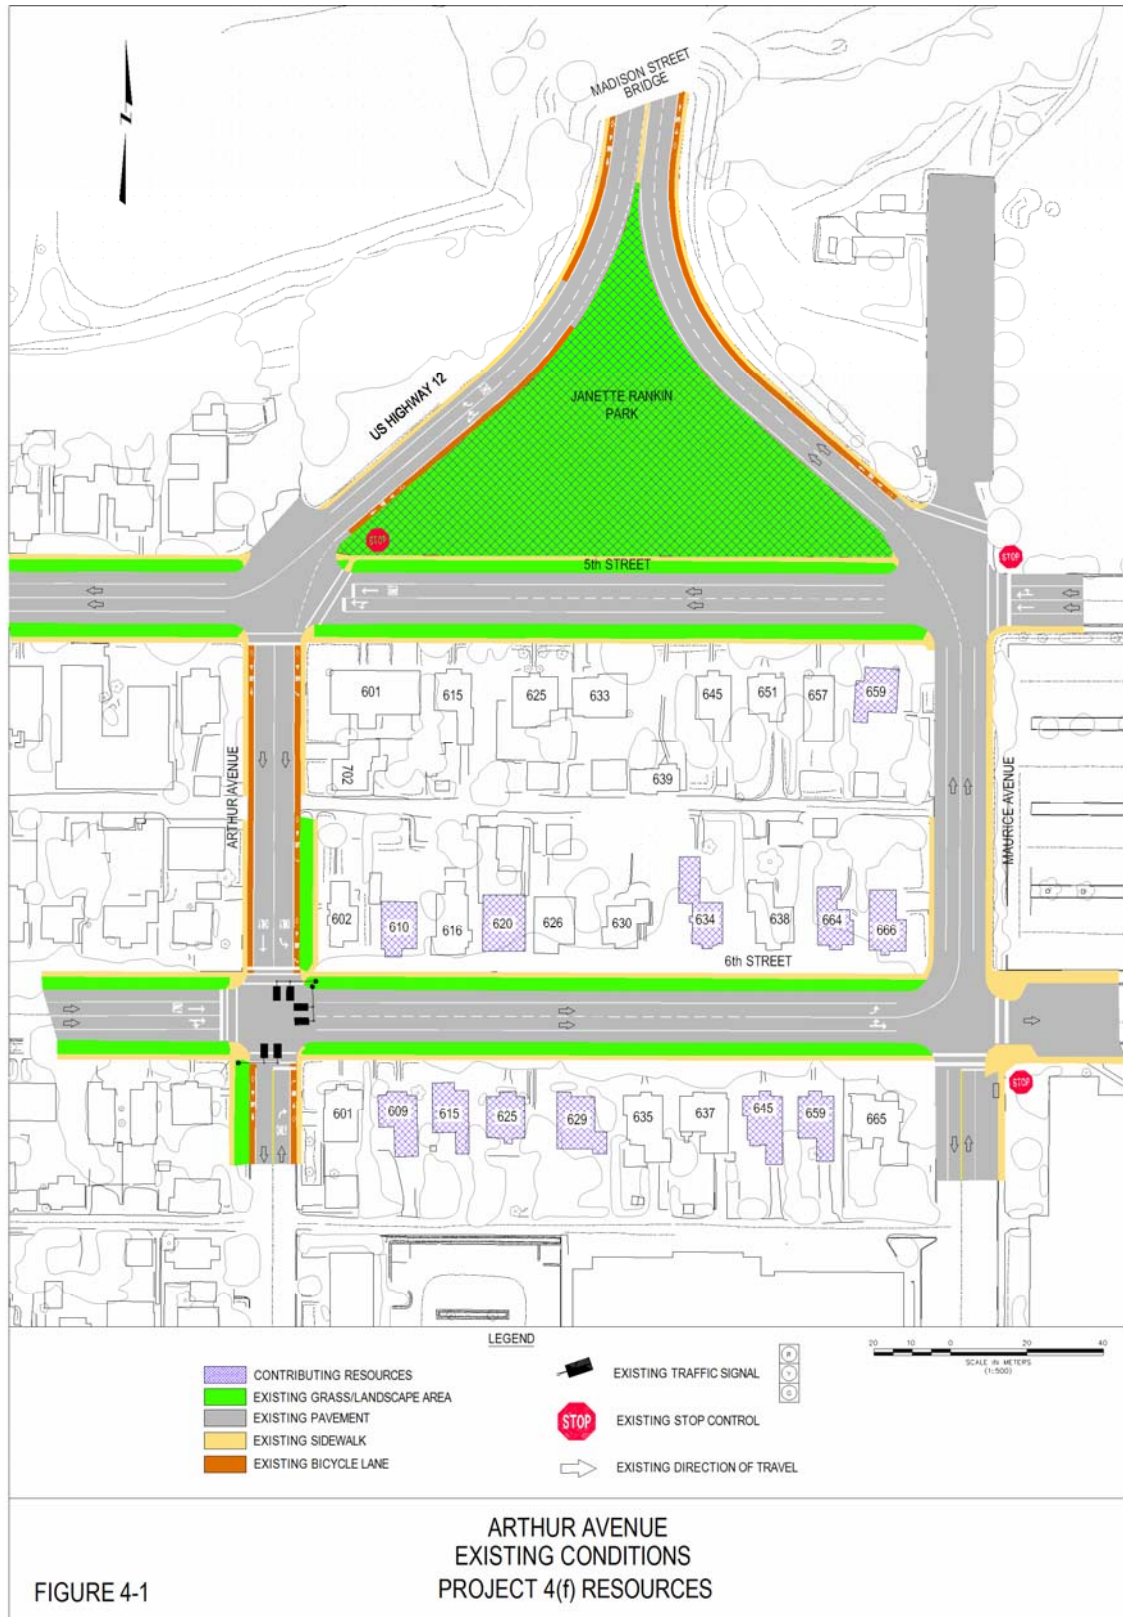 MADISON STREET
BRIDGE
N
US HIGHWAY 12
JANETTE RANKIN
PARK
STOP
STOP
5th STREET
601
615
625
633
645
651
657
659
702
639
ARTHUR AVENUE
MAURICE AVENUE
602
610
616
620
626
630
634
638
664
666
6th STREET
STOP
601
609
615
625
629
635
637
645
659
665
LEGEND
CONTRIBUTING RESOURCES
EXISTING GRASS/LANDSCAPE AREA
EXISTING PAVEMENT
EXISTING SIDEWALK
EXISTING BICYCLE LANE
EXISTING TRAFFIC SIGNAL
R
Y
G
STOP
EXISTING STOP CONTROL
EXISTING DIRECTION OF TRAVEL
20 10 0 20 40
SCALE IN METERS
(1:500)
FIGURE 4-1
ARTHUR AVENUE
EXISTING CONDITIONS
PROJECT 4(f) RESOURCES